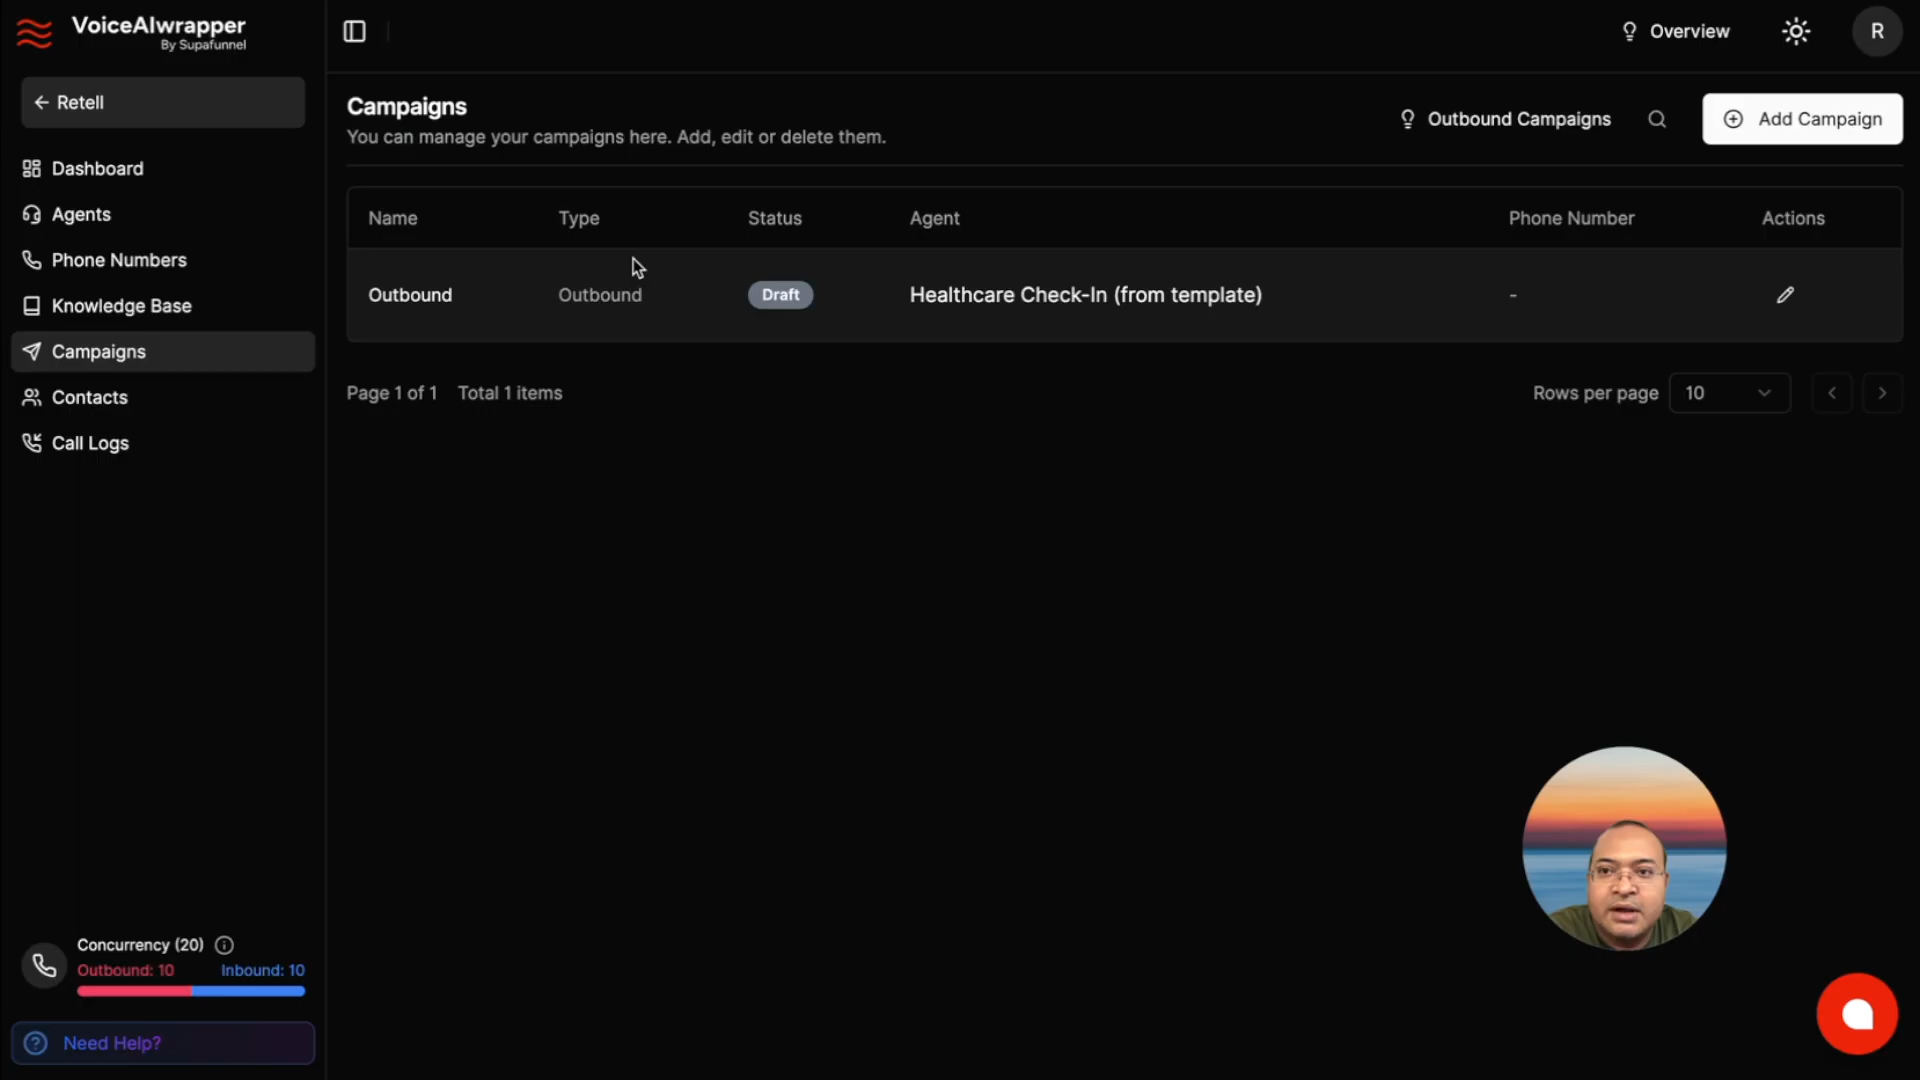 VoiceAIwrapper
By Supafunnel
Retell
Dashboard
Agents
Phone Numbers
Knowledge Base
Campaigns
Contacts
Call Logs
Concurrency (20)
Outbound: 10
Inbound: 10
Need Help?
Overview
R
Campaigns
You can manage your campaigns here. Add, edit or delete them.
Outbound Campaigns
Add Campaign
Name Type Status Agent Phone Number Actions
Outbound Outbound Draft Healthcare Check-In (from template) -
Page 1 of 1 Total 1 items
Rows per page 10